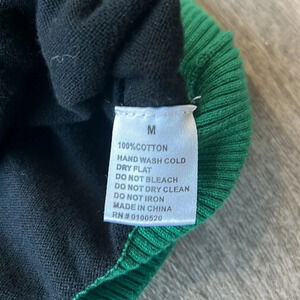 M
100%COTTON
HAND WASH COLD
DRY FLAT
DO NOT BLEACH
DO NOT DRY CLEAN
DO NOT IRON
MADE IN CHINA
RN # 0100520